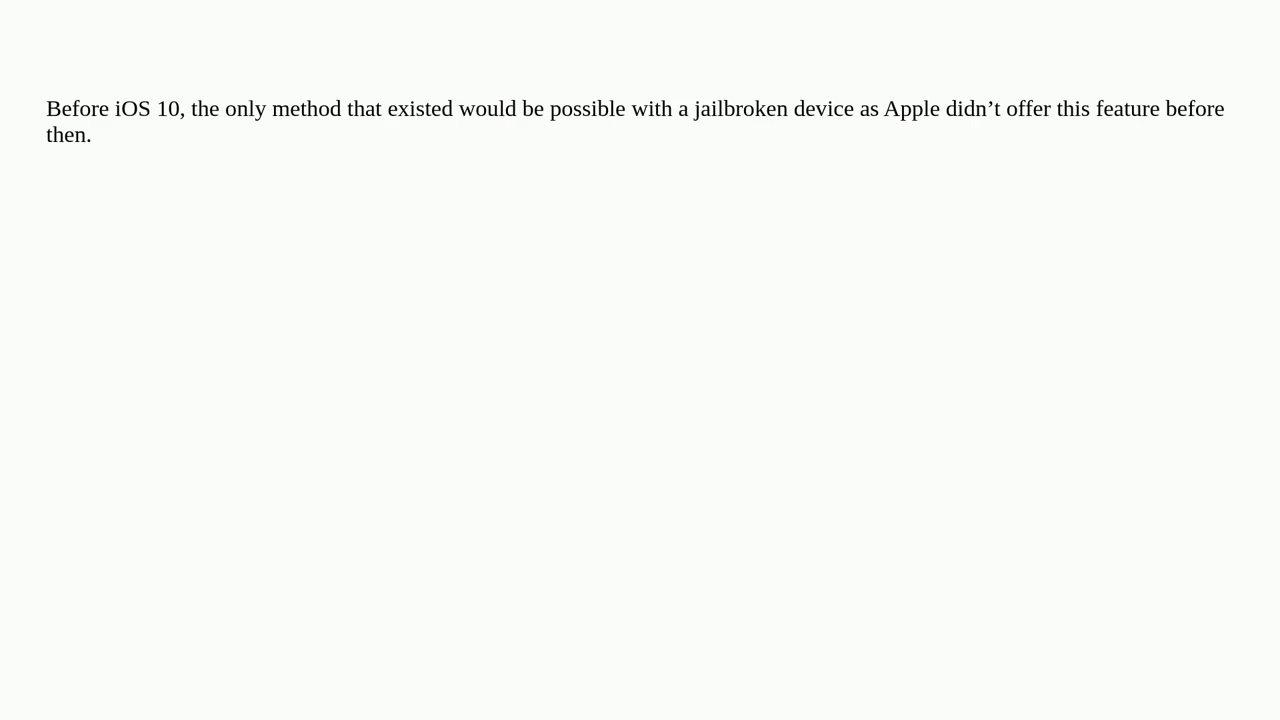 Before iOS 10, the only method that existed would be possible with a jailbroken device as Apple didn’t offer this feature before
then.